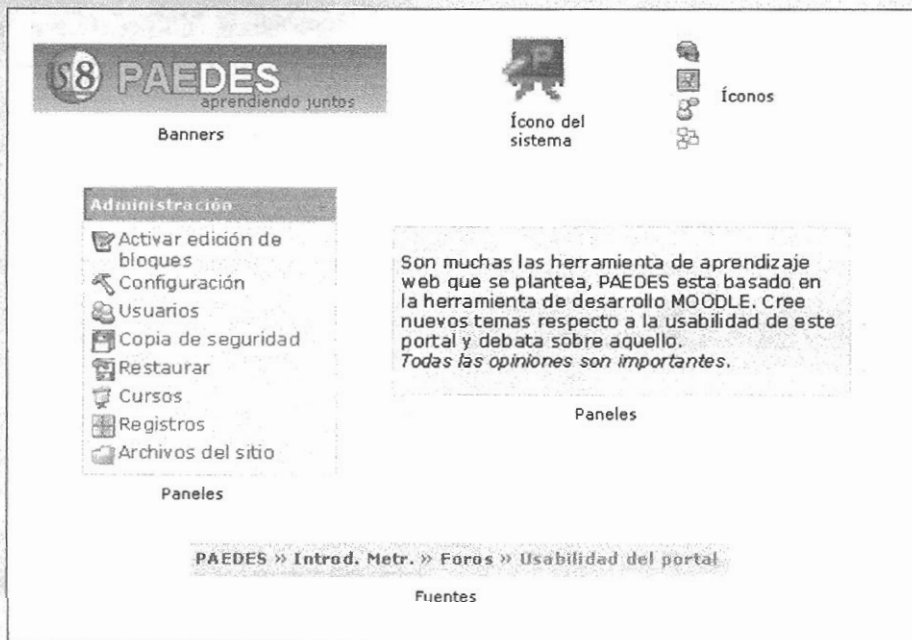 IS8 PAEDES
aprendiendo juntos
Banners
P
Ícono del
sistema
Íconos
Administración
Activar edición de
bloques
Configuración
Usuarios
Copia de seguridad
Restaurar
Cursos
Registros
Archivos del sitio
Paneles
Son muchas las herramienta de aprendizaje
web que se plantea, PAEDES esta basado en
la herramienta de desarrollo MOODLE. Cree
nuevos temas respecto a la usabilidad de este
portal y debata sobre aquello.
Todas las opiniones son importantes.
Paneles
PAEDES » Introd. Metr. » Foros » Usabilidad del portal
Fuentes